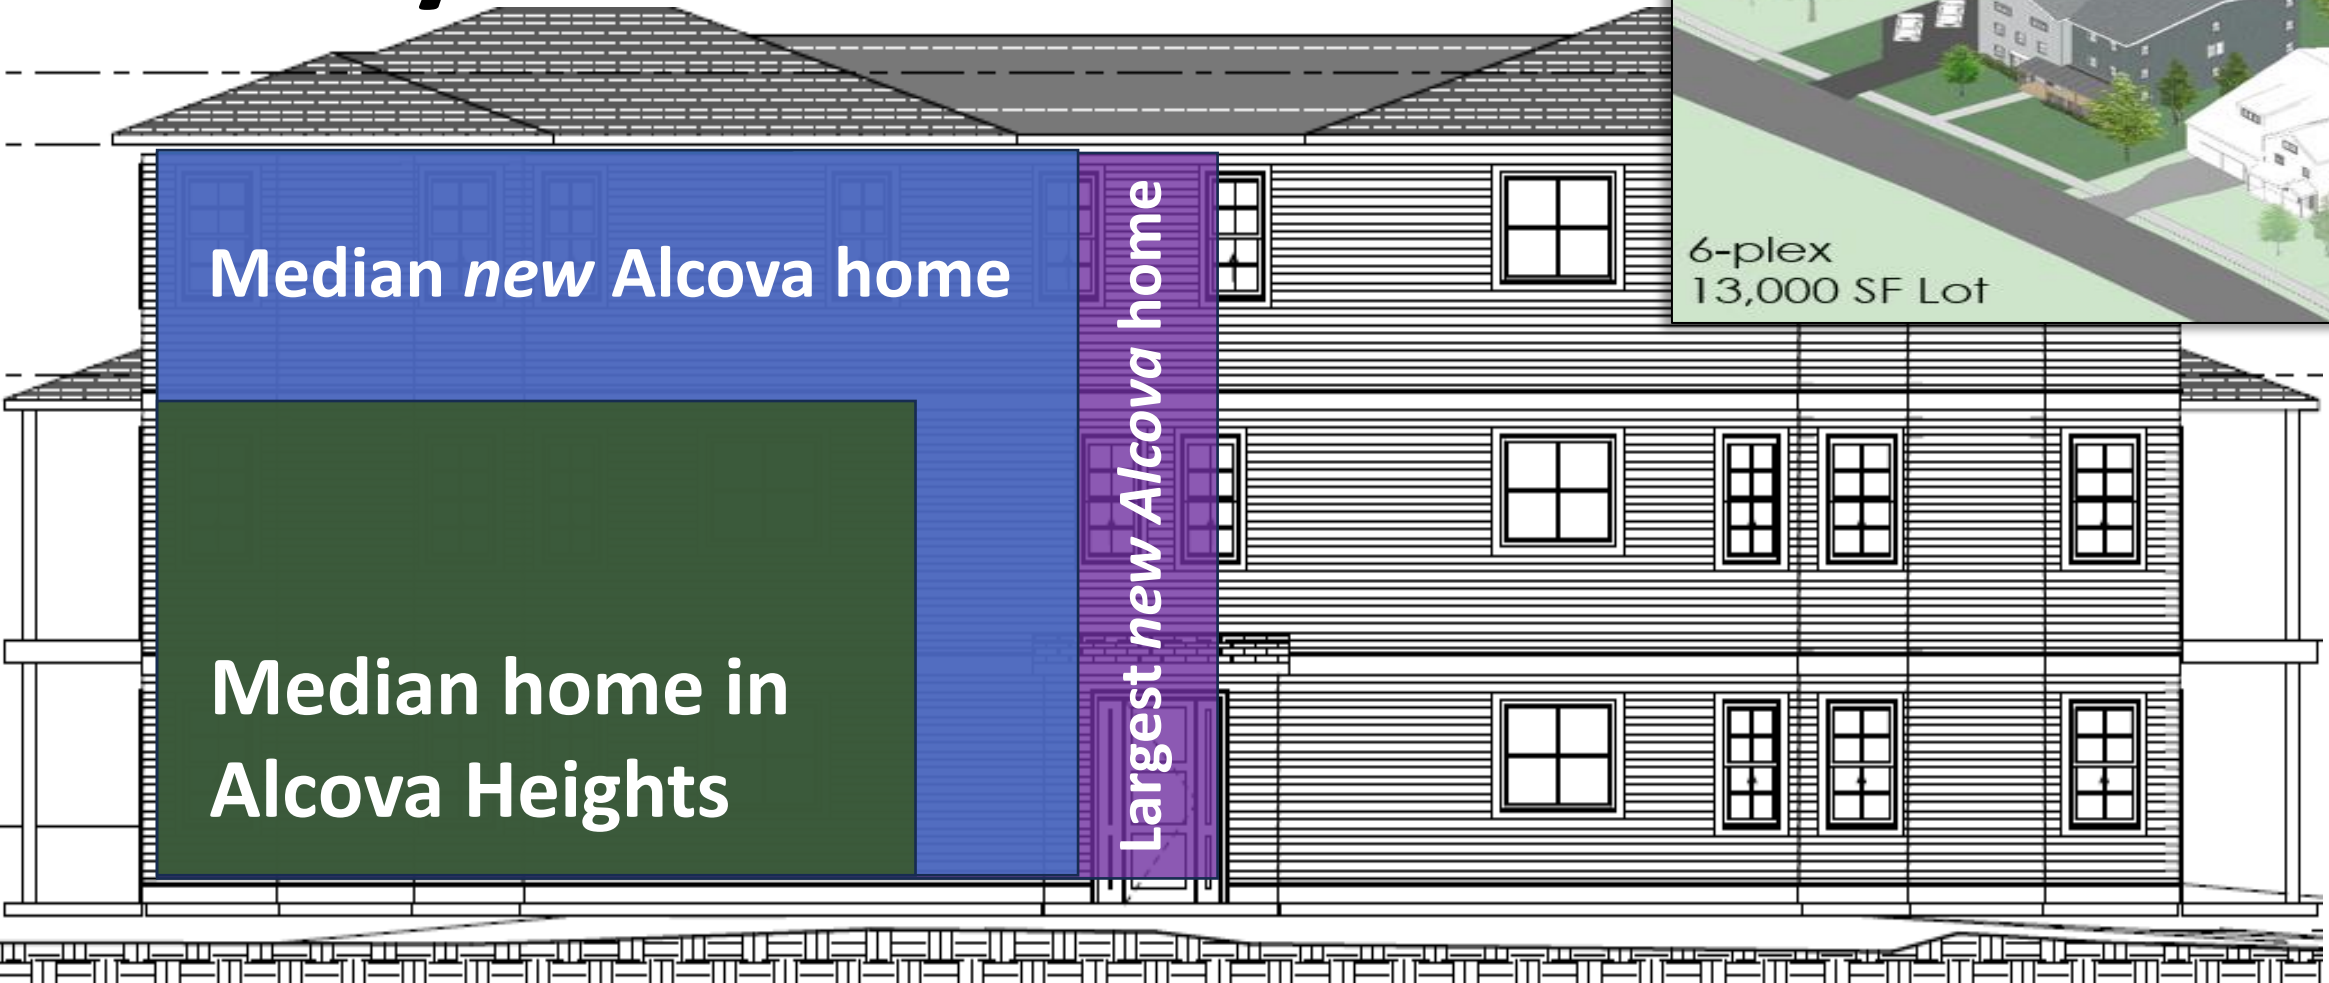 6-plex
13,000 SF Lot
Median new Alcova home
Largest new Alcova home
Median home in
Alcova Heights